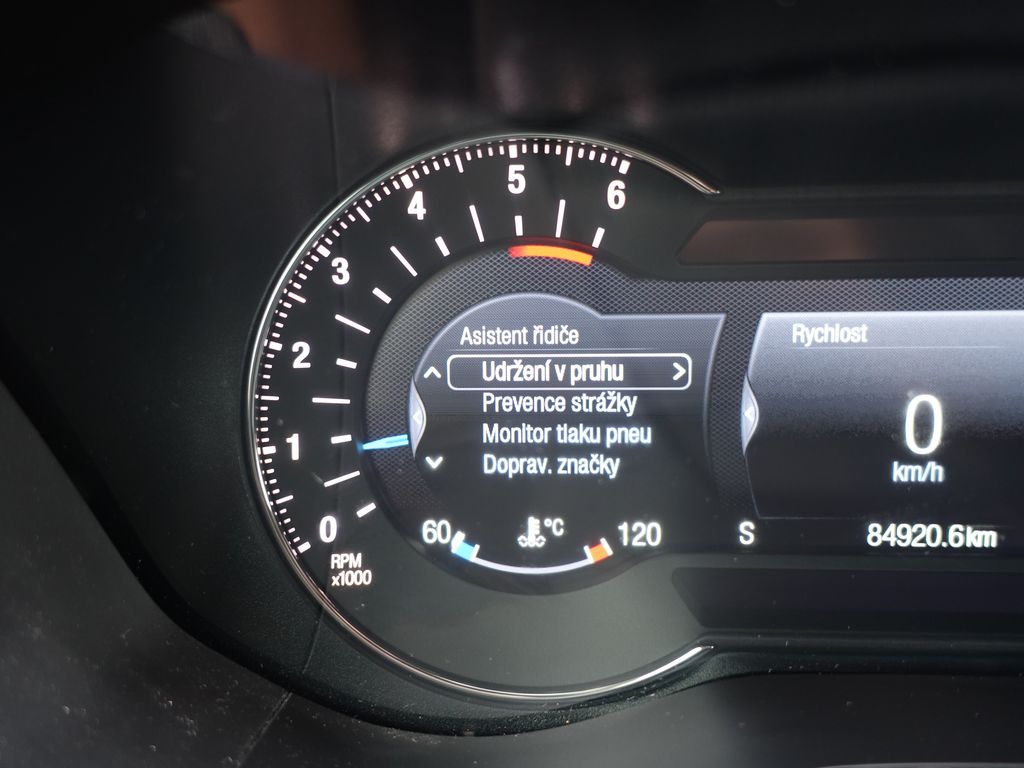 6
5
4
3
2
1
0
RPM
x1000
Asistent řidiče
Udržení v pruhu
Prevence strážky
Monitor tlaku pneu
Doprav. značky
60 °C 120
Rychlost
0
km/h
S 84920.6km